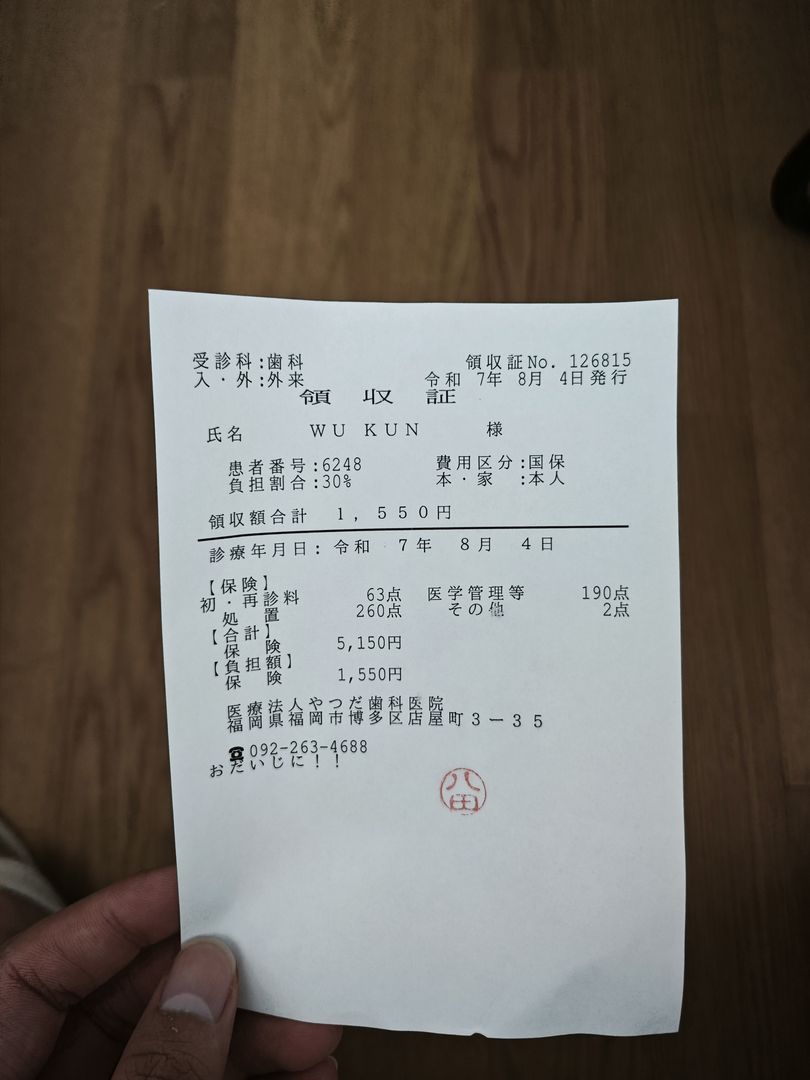 受診科:歯科 領収証No. 126815
入・外:外来 令和 7年 8月 4日発行
領 収 証
氏名 WU KUN 様
患者番号:6248 費用区分:国保
負担割合:30% 本・家 :本人
領収額合計 1,550円
診療年月日: 令和 7年 8月 4日
【保険】
初・再診料 63点 医学管理等 190点
処 置 260点 その他 2点
【合計】
保 険 5,150円
【負担額】
保 険 1,550円
医療法人やつだ歯科医院
福岡県福岡市博多区店屋町3-35
☎092-263-4688
おだいじに!!
八田